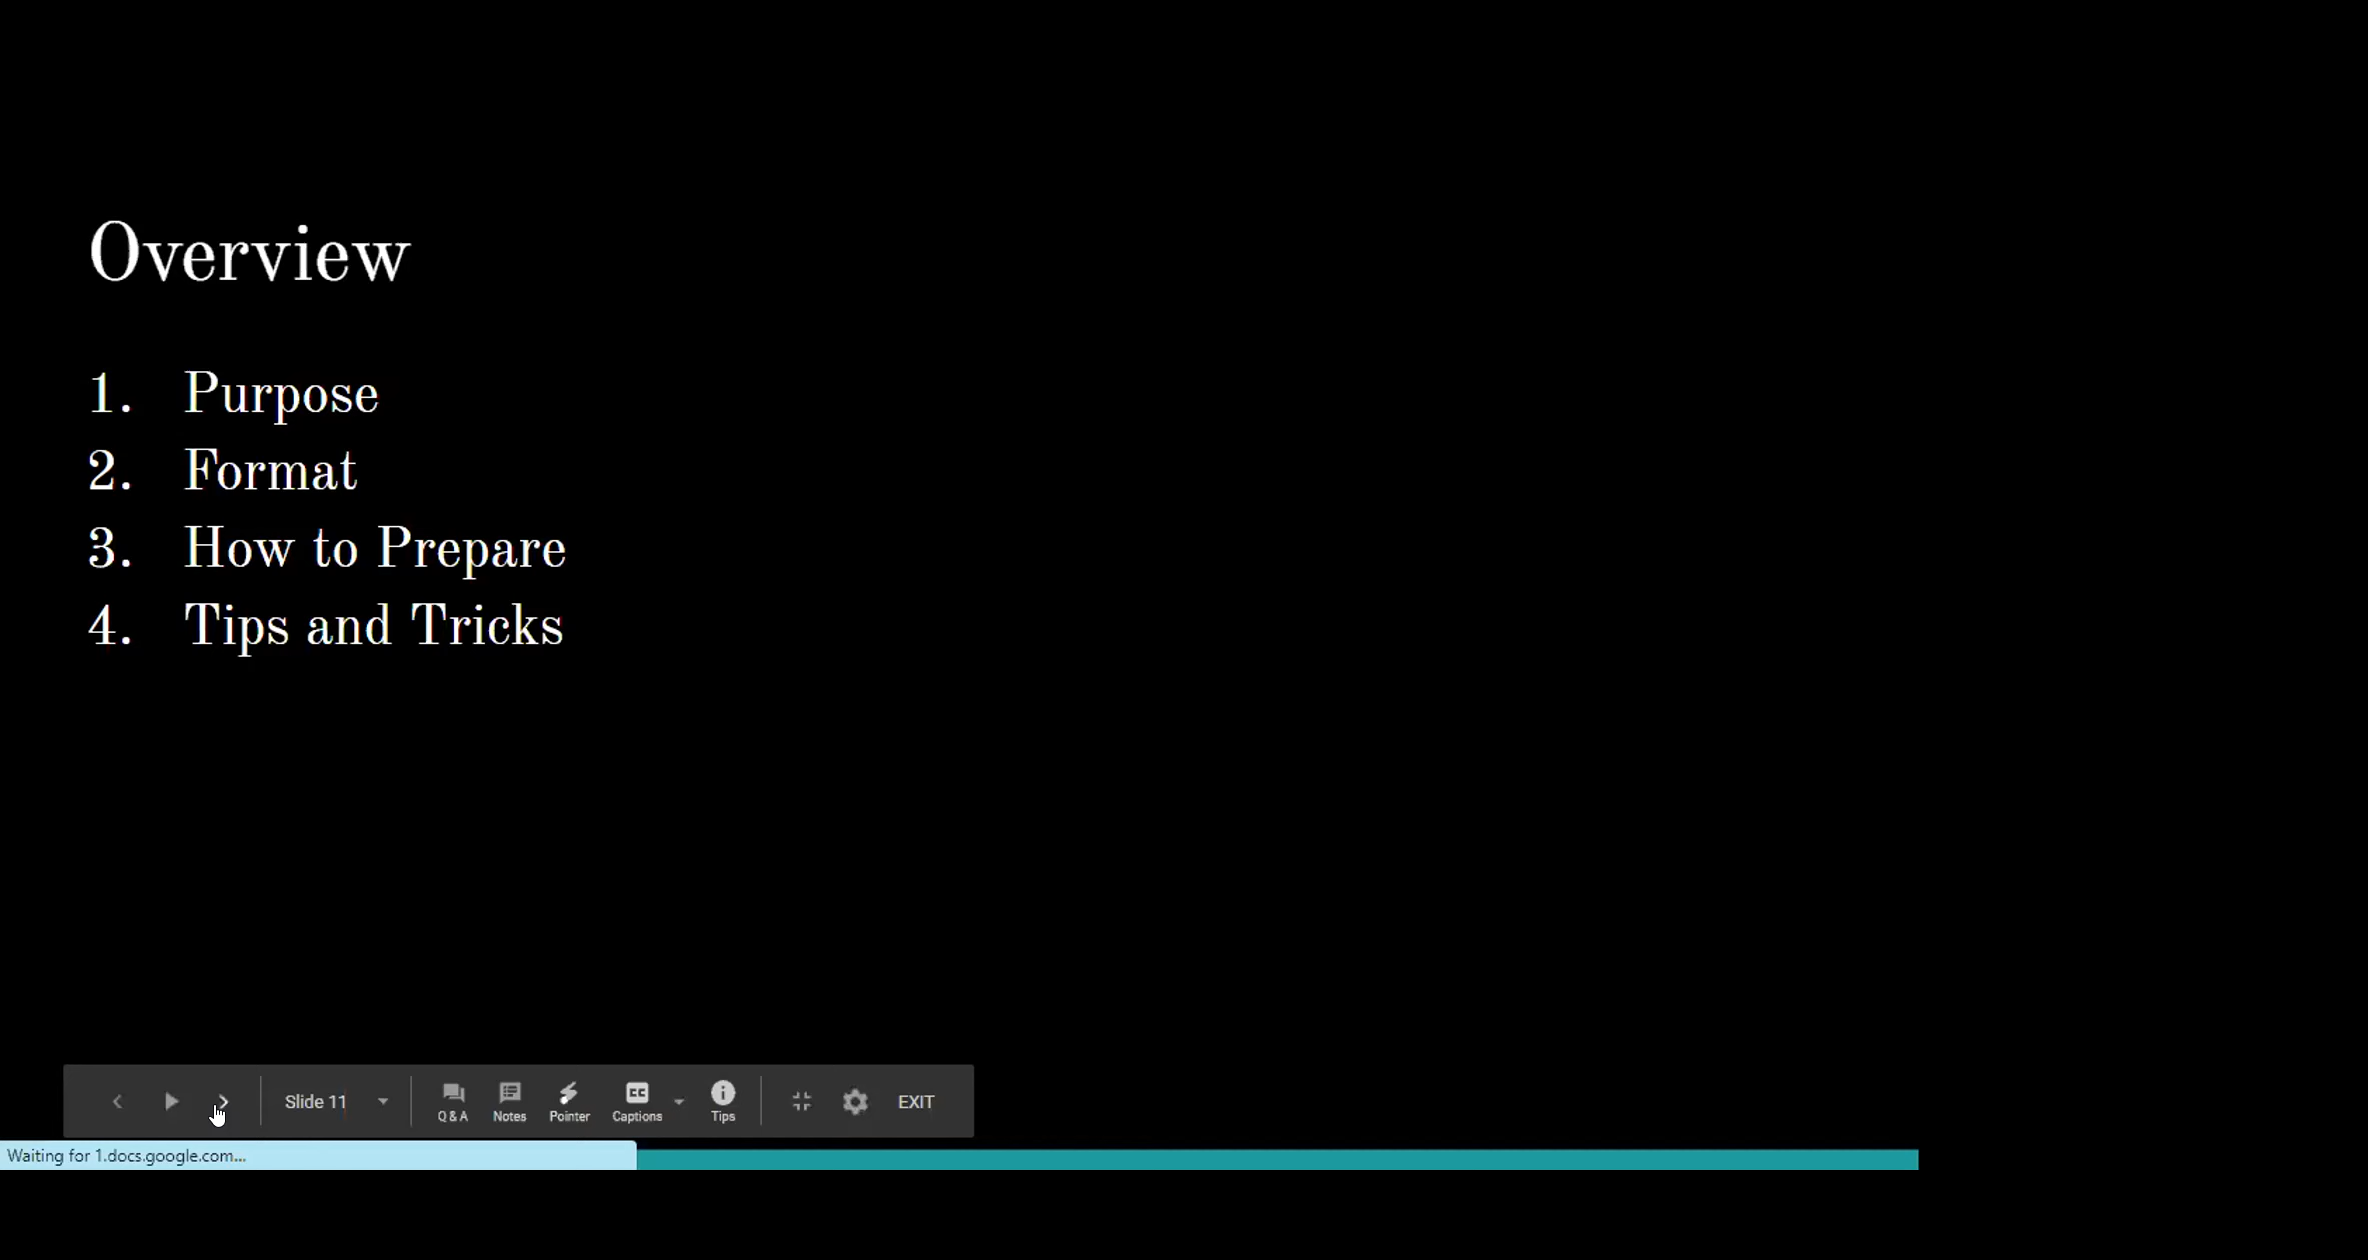 Overview
1. Purpose
2. Format
3. How to Prepare
4. Tips and Tricks
Slide 11
Q & A
Notes
CC
Pointer
Captions
Tips
EXIT
Waiting for 1.docs.google.com...